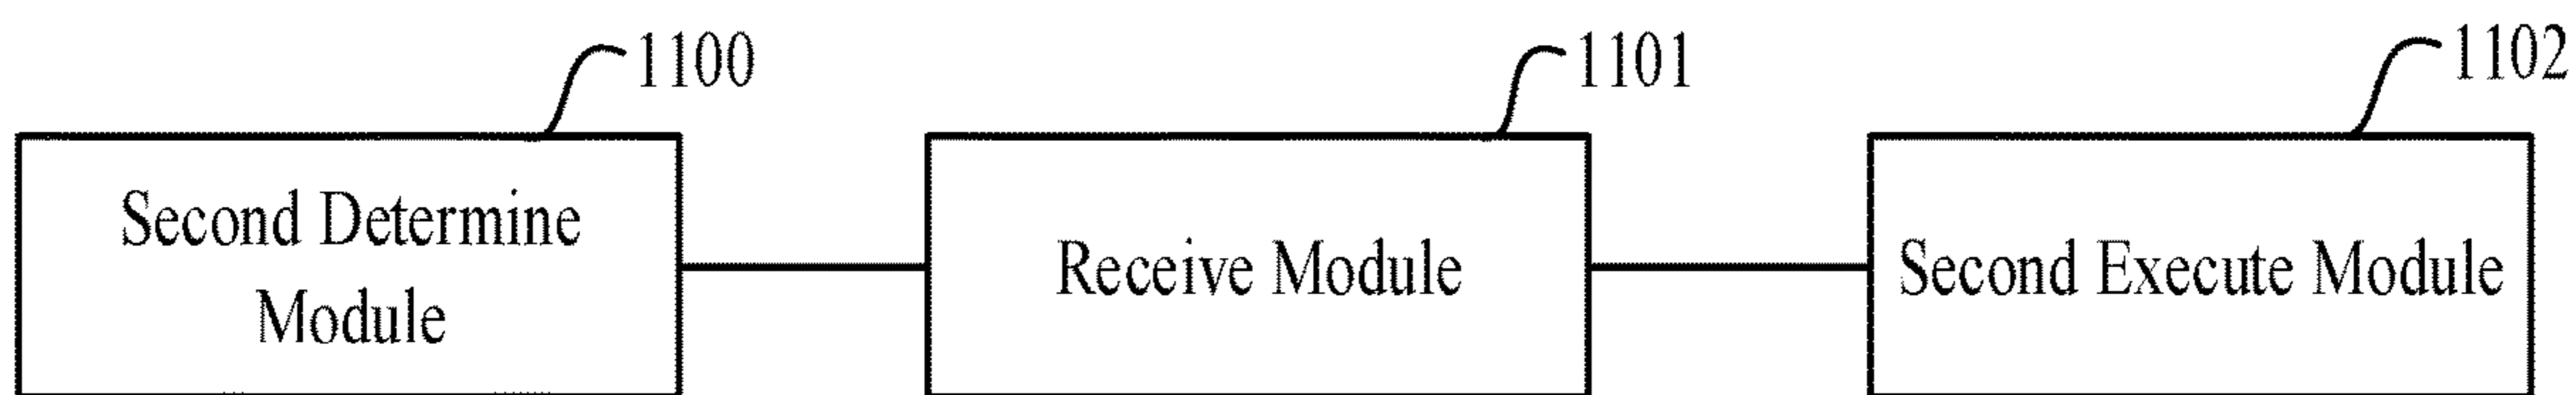 1100
1101
1102
Second Determine
Module
Receive Module
Second Execute Module